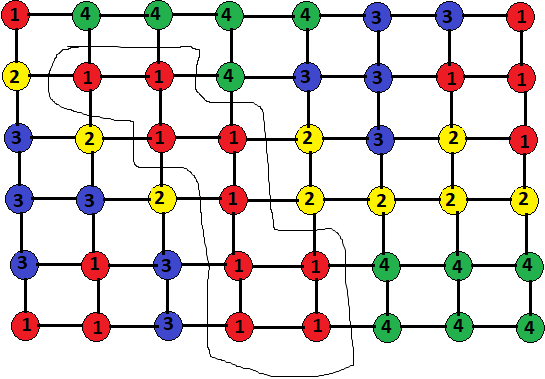 1 4 4 4 4 3 3 1
2 1 1 4 3 3 1 1
3 2 1 1 2 3 2 1
3 3 2 1 2 2 2 2
3 1 3 1 1 4 4 4
1 1 3 1 1 4 4 4